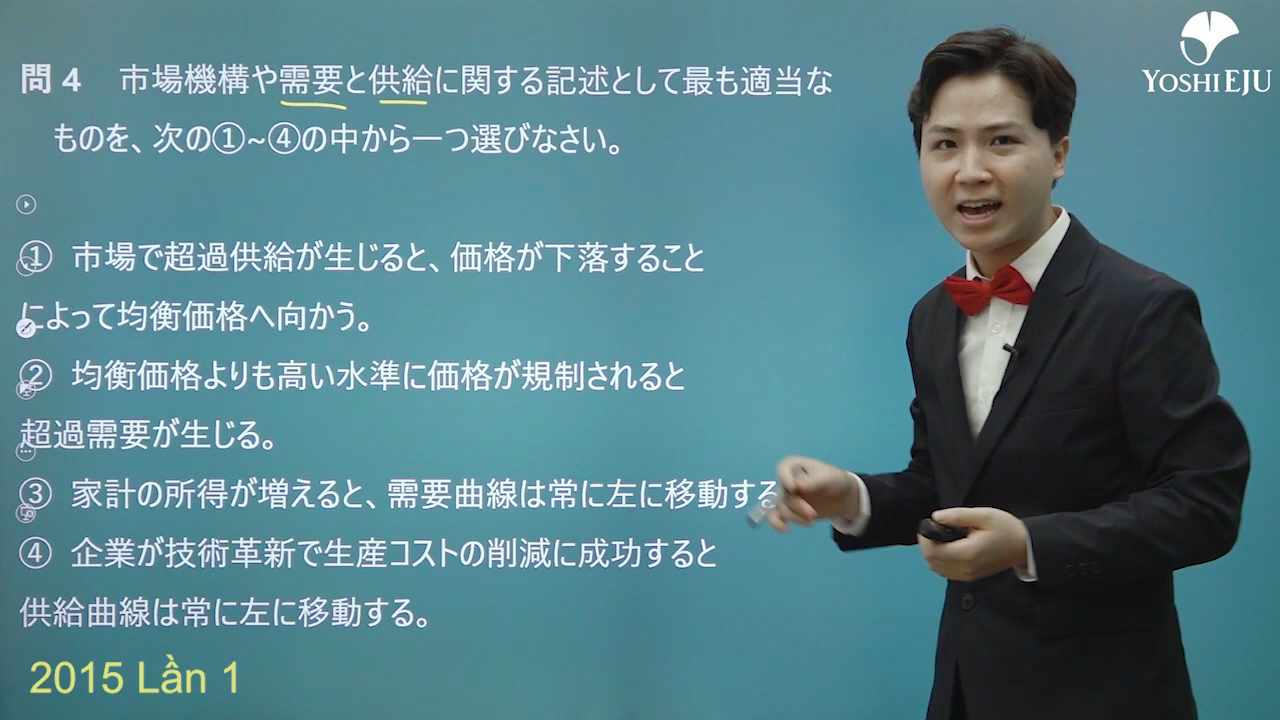 YOSHI EJU
問 4 市場機構や需要と供給に関する記述として最も適当な
ものを、次の①~④の中から一つ選びなさい。
① 市場で超過供給が生じると、価格が下落すること
によって均衡価格へ向かう。
② 均衡価格よりも高い水準に価格が規制されると
超過需要が生じる。
③ 家計の所得が増えると、需要曲線は常に左に移動する
④ 企業が技術革新で生産コストの削減に成功すると
供給曲線は常に左に移動する。
2015 Lần 1